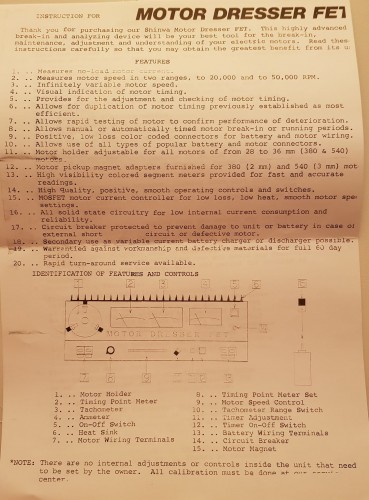 INSTRUCTION FOR MOTOR DRESSER FET
Thank you for purchasing our Bninwa Motor Dresser FET. This highly advanced
break-in and analyzing device will be your best tool for the break-in,
maintenance, adjustment and understanding of your electric motors. Read these
instructions carefully so that you may obtain the greatest benefit from its u
FEATURES
1. .. Measures no-load motor current.
2. .. Measures motor speed in two ranges, to 20,000 and to 50,000 RPM.
3. .. Infinitely variable motor speed.
4. .. Visual indication of motor timing.
5. .. Provides for the adjustment and checking of motor timing.
6. .. Allows for duplication of motor timing previously established as most
efficient.
7. .. Allows rapid testing of motor to confirm performance of deterioration.
8. .. Allows manual or automatically timed motor break-in or running periods.
9. .. Positive, low loss color coded connectors for battery and motor wiring.
10. .. Allows use of all types of popular battery and motor connectors.
11. .. Motor holder adjustable for all motors of from 28 to 36 mm (380 & 540)
motors.
12. .. Motor pickup magnet adapters furnished for 380 (2 mm) and 540 (3 mm) mot
13. .. High visibility colored segment meters provided for fast and accurate
readings.
14. .. High Quality, positive, smooth operating controls and switches.
15. .. MOSFET motor current controller for low loss, low heat, smooth motor spe
settings.
16. .. All solid state circuitry for low internal current consumption and
reliability.
17. .. Circuit breaker protected to prevent damage to unit or battery in case of
external short circuit or defective motor.
18. .. Secondary use as variable current battery charger or discharger possible.
19. .. Warrantied against workmanship and defective materials for full 60 day
period.
20. .. Rapid turn-around service available.
IDENTIFICATION OF FEATURES AND CONTROLS
MOTOR DRESSER FET
1. .. Motor Holder
2. .. Timing Point Meter
3. .. Tachometer
4. .. Ammeter
5. .. On-Off Switch
6. .. Heat Sink
7. .. Motor Wiring Terminals
8. .. Timing Point Meter Set
9. .. Motor Speed Control
10. .. Tachometer Range Switch
11. .. Timer Adjustment
12. .. Timer On-Off Switch
13. .. Battery Wiring Terminals
14. .. Circuit Breaker
15. .. Motor Magnet
*NOTE: There are no internal adjustments or controls inside the unit that need
to be set by the owner. All calibration must be done at
center.